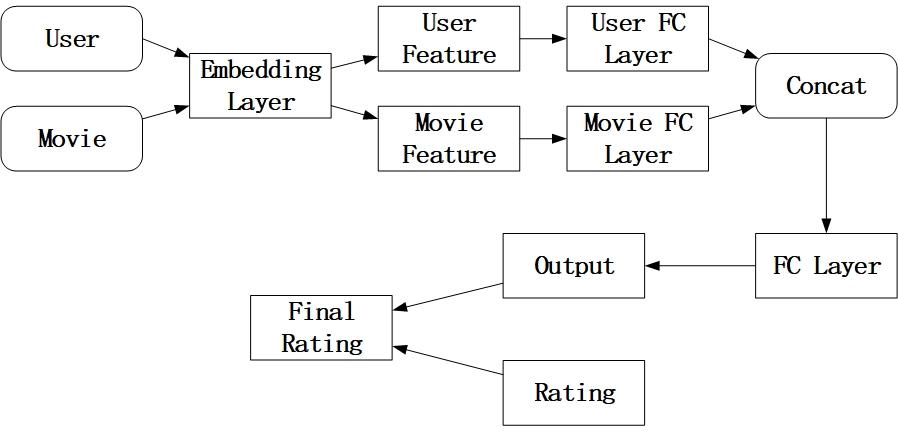 User
Movie
Embedding
Layer
User
Feature
Movie
Feature
User FC
Layer
Movie FC
Layer
Concat
FC Layer
Output
Final
Rating
Rating